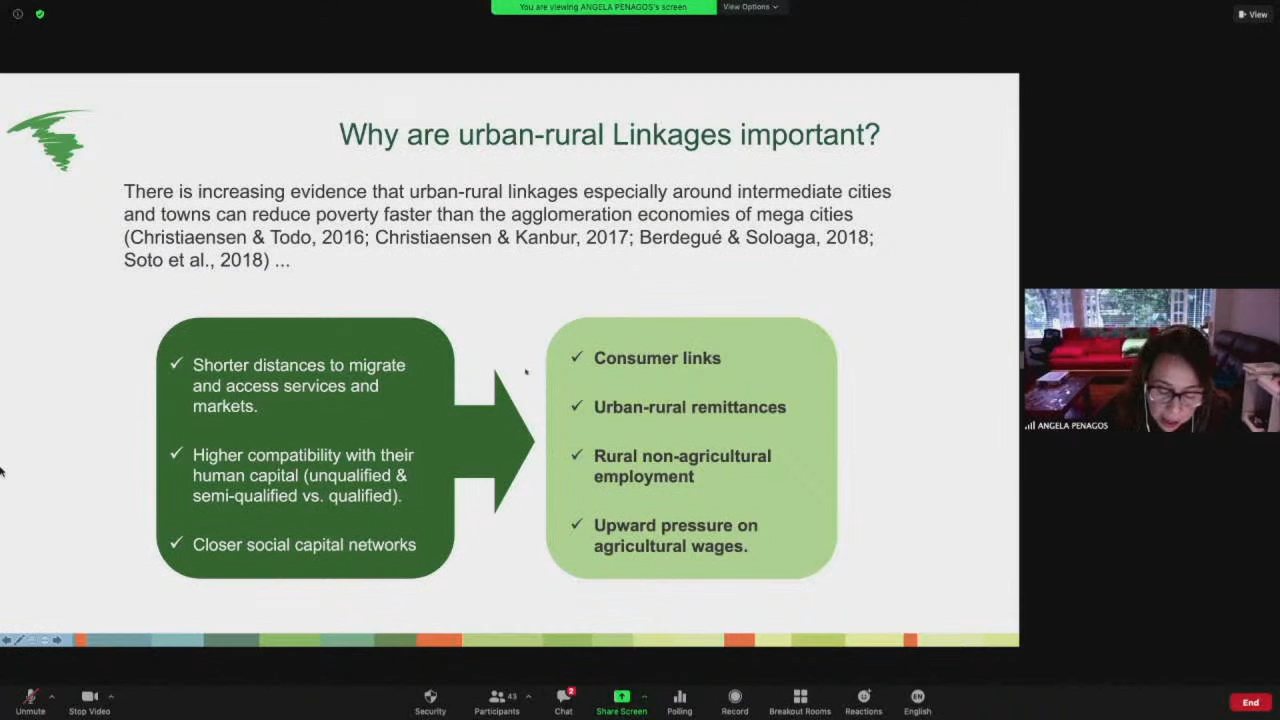 You are viewing ANGELA PENAGOS's screen
View Options
View
Why are urban-rural Linkages important?
There is increasing evidence that urban-rural linkages especially around intermediate cities
and towns can reduce poverty faster than the agglomeration economies of mega cities
(Christiaensen & Todo, 2016; Christiaensen & Kanbur, 2017; Berdegué & Soloaga, 2018;
Soto et al., 2018) ...
✓ Shorter distances to migrate
and access services and
markets.
✓ Higher compatibility with their
human capital (unqualified &
semi-qualified vs. qualified).
✓ Closer social capital networks
✓ Consumer links
✓ Urban-rural remittances
✓ Rural non-agricultural
employment
✓ Upward pressure on
agricultural wages.
ANGELA PENAGOS
Unmute
Stop Video
Security
43
Participants
2
Chat
Share Screen
Polling
Record
Breakout Rooms
Reactions
EN
English
End